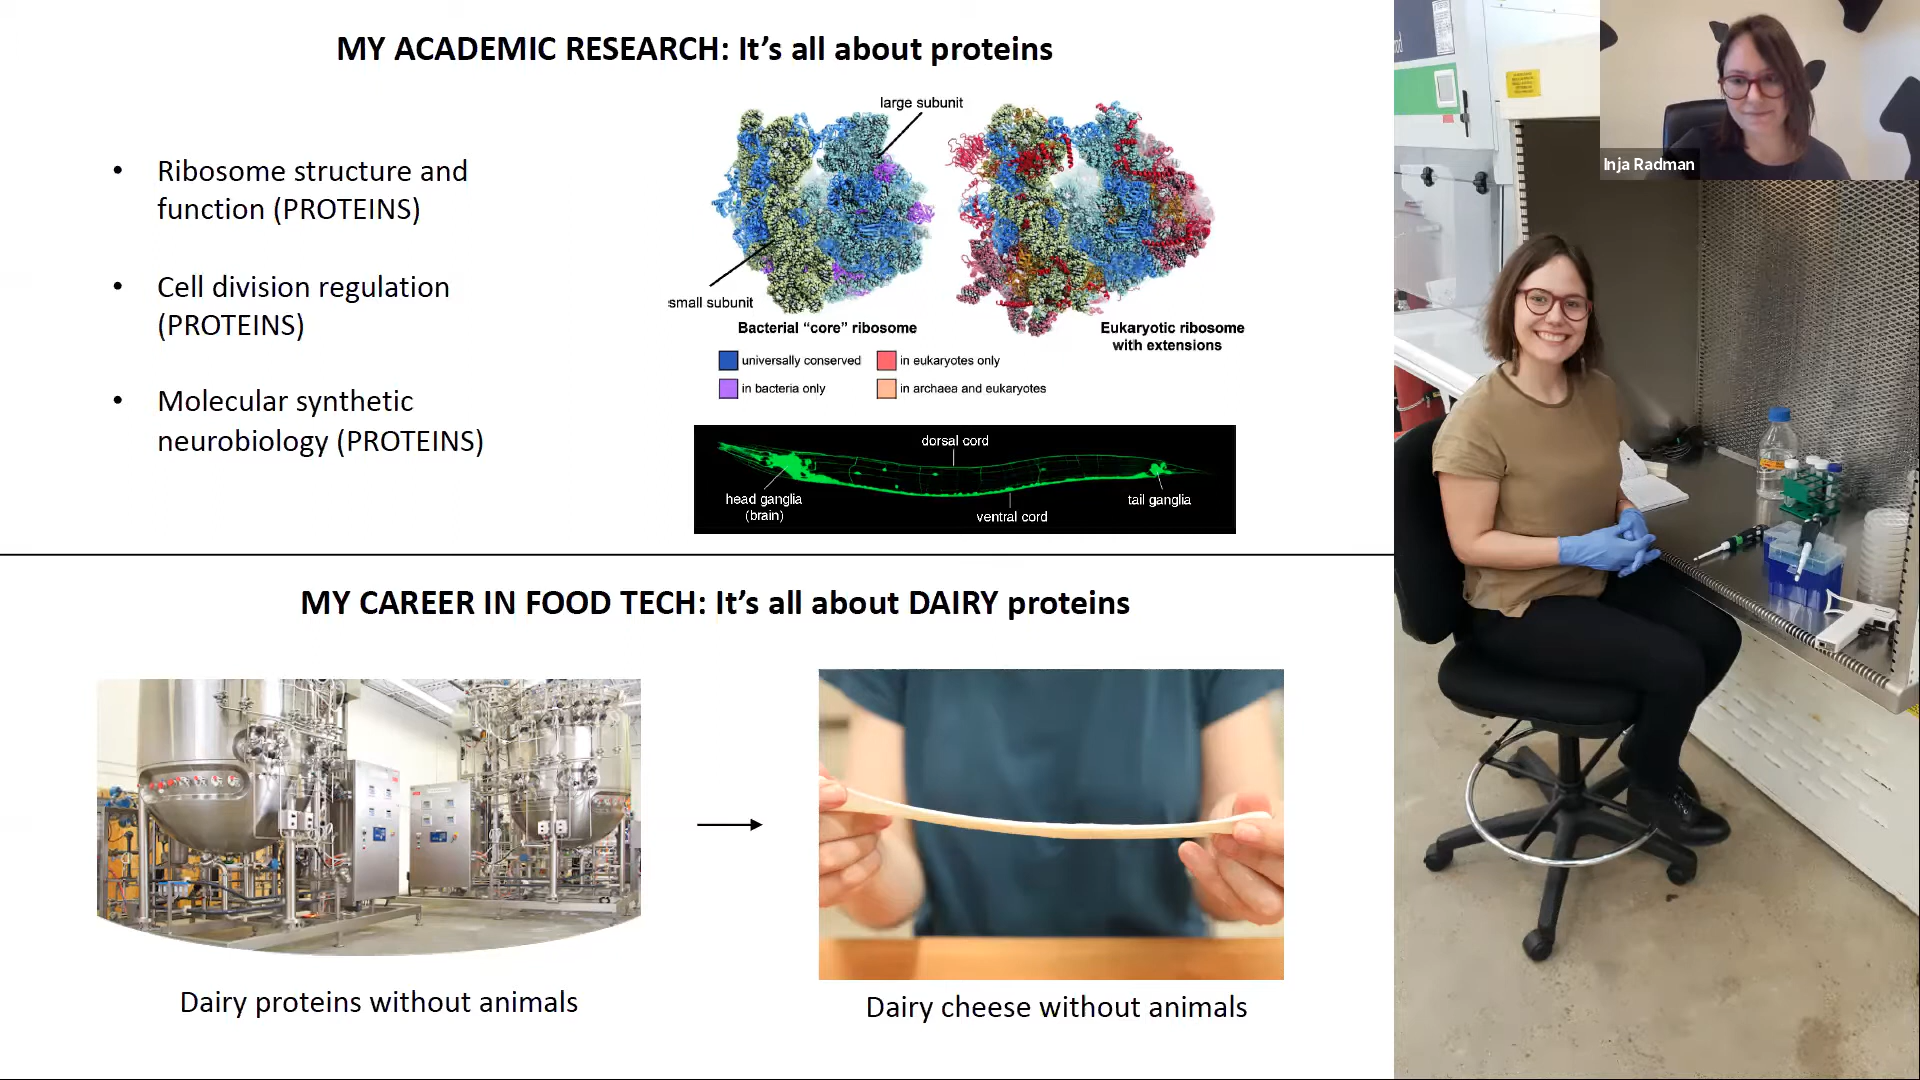 MY ACADEMIC RESEARCH: It’s all about proteins
• Ribosome structure and
function (PROTEINS)
• Cell division regulation
(PROTEINS)
• Molecular synthetic
neurobiology (PROTEINS)
large subunit
small subunit
Bacterial “core” ribosome
Eukaryotic ribosome
with extensions
universally conserved
in eukaryotes only
in bacteria only
in archaea and eukaryotes
dorsal cord
head ganglia
(brain)
ventral cord
tail ganglia
MY CAREER IN FOOD TECH: It’s all about DAIRY proteins
Dairy proteins without animals
Dairy cheese without animals
Inja Radman